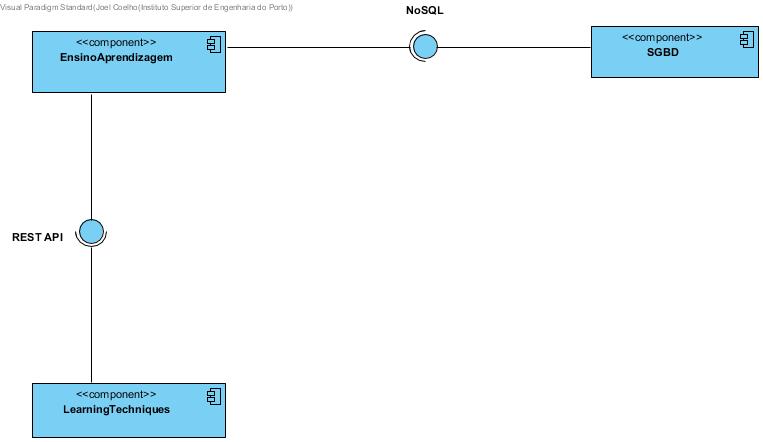 Visual Paradigm Standard(Joel Coelho(Instituto Superior de Engenharia do Porto))
NoSQL
<<component>>
EnsinoAprendizagem
<<component>>
SGBD
REST API
<<component>>
LearningTechniques